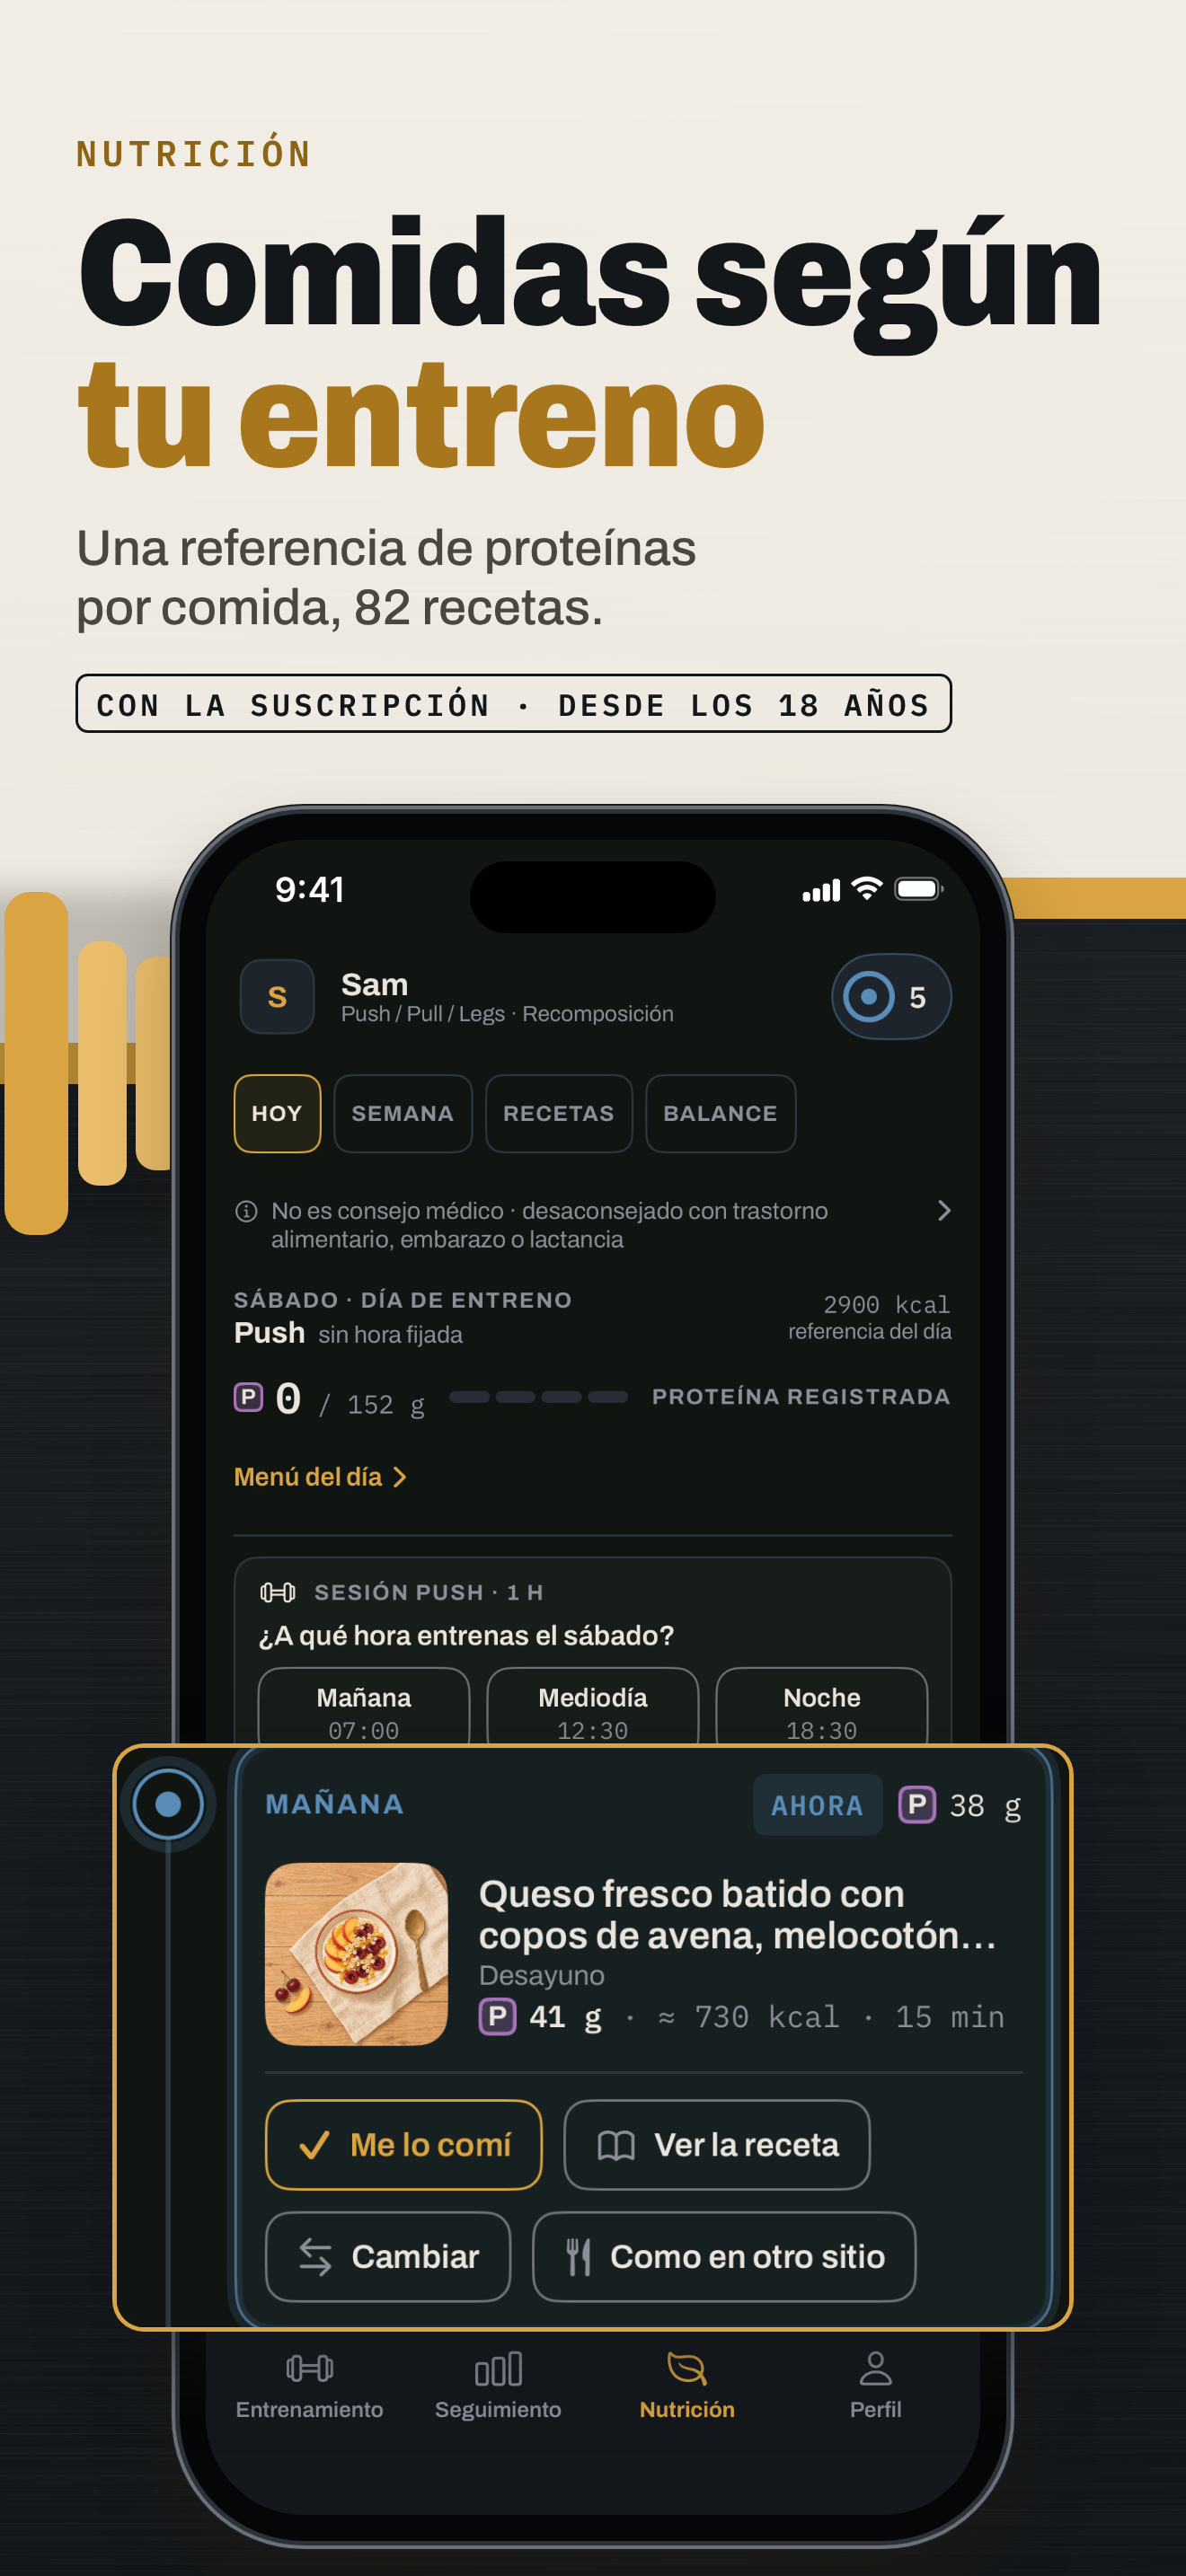 NUTRICIÓN
Comidas según
tu entreno
Una referencia de proteínas
por comida, 82 recetas.
CON LA SUSCRIPCIÓN · DESDE LOS 18 AÑOS
9:41
S
Sam
Push / Pull / Legs · Recomposición
5
HOY
SEMANA
RECETAS
BALANCE
No es consejo médico · desaconsejado con trastorno
alimentario, embarazo o lactancia
SÁBADO · DÍA DE ENTRENO
2900 kcal
Push sin hora fijada
referencia del día
P 0 / 152 g
PROTEÍNA REGISTRADA
Menú del día
SESIÓN PUSH · 1 H
¿A qué hora entrenas el sábado?
Mañana
07:00
Mediodía
12:30
Noche
18:30
MAÑANA
AHORA
P 38 g
Queso fresco batido con
copos de avena, melocotón...
Desayuno
P 41 g · ≈ 730 kcal · 15 min
Me lo comí
Ver la receta
Cambiar
Como en otro sitio
Entrenamiento
Seguimiento
Nutrición
Perfil